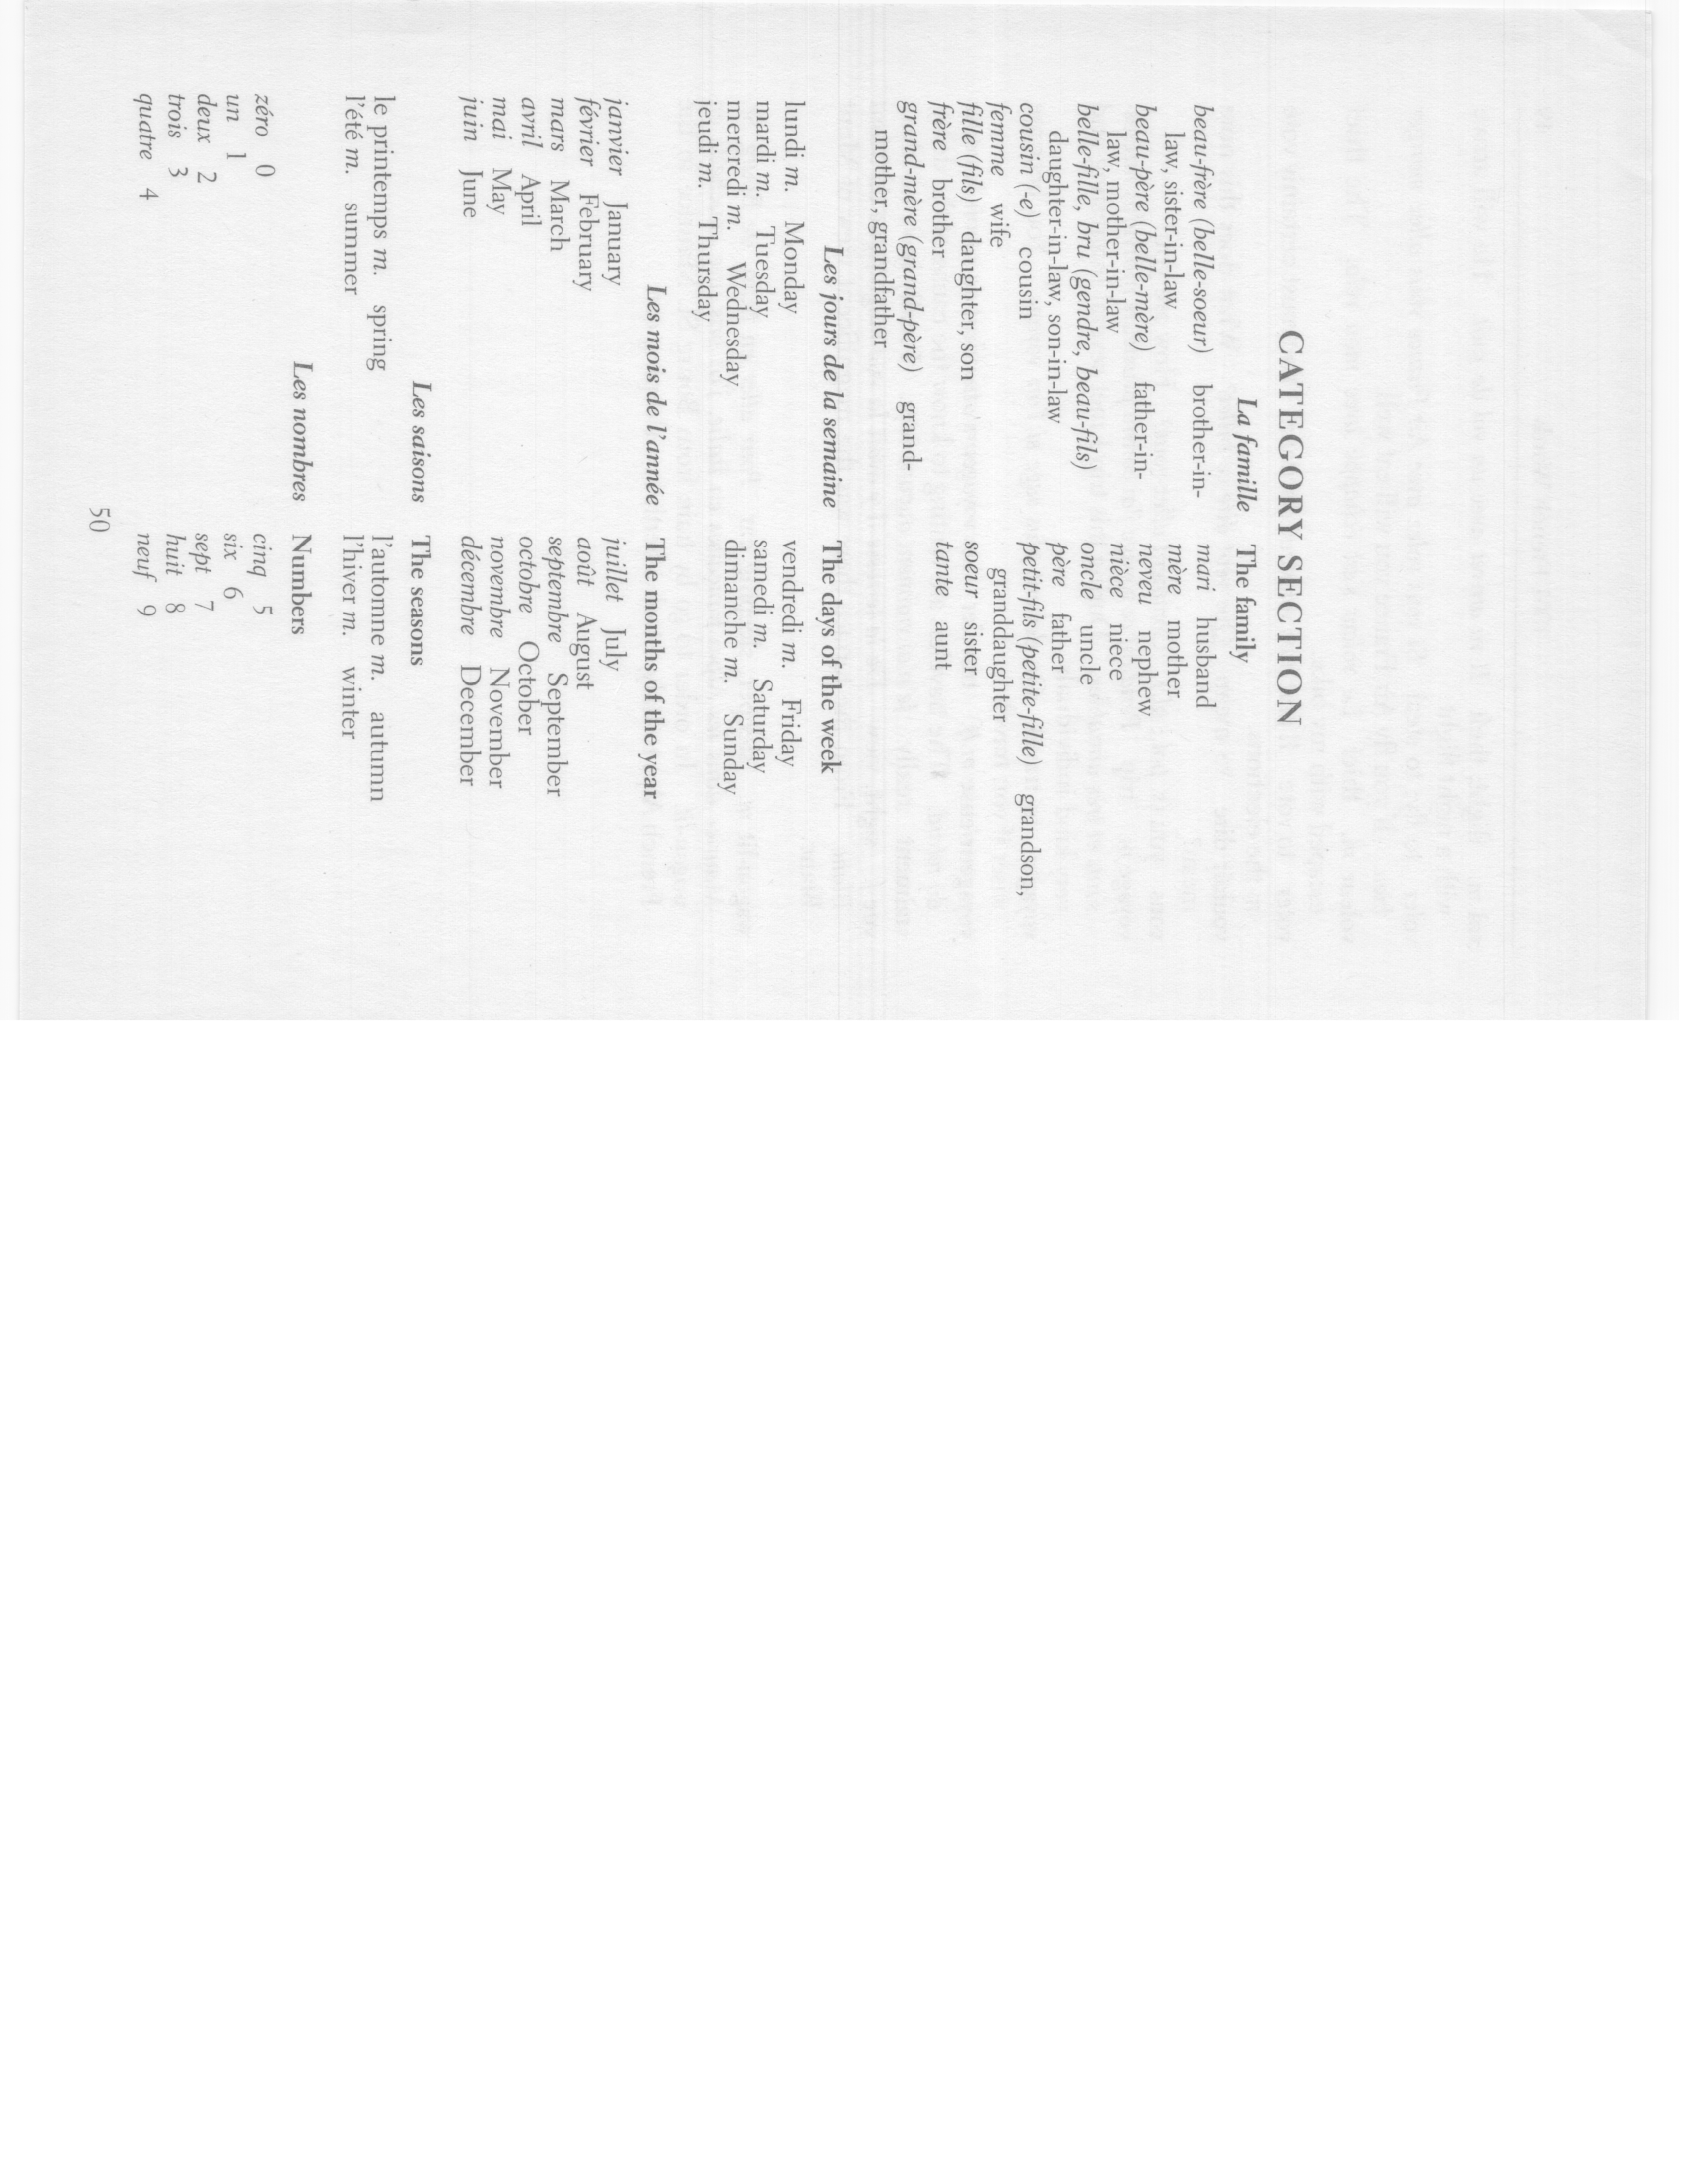 CATEGORY SECTION
La famille The family
beau-frère (belle-soeur) brother-in-
law, sister-in-law
beau-père (belle-mère) father-in-
law, mother-in-law
belle-fille, bru (gendre, beau-fils)
daughter-in-law, son-in-law
cousin (-e) cousin
femme wife
fille (fils) daughter, son
frère brother
grand-mère (grand-père) grand-
mother, grandfather
mari husband
mère mother
neveu nephew
nièce niece
oncle uncle
père father
petit-fils (petite-fille) grandson,
granddaughter
soeur sister
tante aunt
Les jours de la semaine The days of the week
lundi m. Monday
mardi m. Tuesday
mercredi m. Wednesday
jeudi m. Thursday
vendredi m. Friday
samedi m. Saturday
dimanche m. Sunday
Les mois de l'année The months of the year
janvier January
février February
mars March
avril April
mai May
juin June
juillet July
août August
septembre September
octobre October
novembre November
décembre December
Les saisons The seasons
le printemps m. spring
l'été m. summer
l'automne m. autumn
l'hiver m. winter
Les nombres Numbers
zéro 0
un 1
deux 2
trois 3
quatre 4
cinq 5
six 6
sept 7
huit 8
neuf 9
50